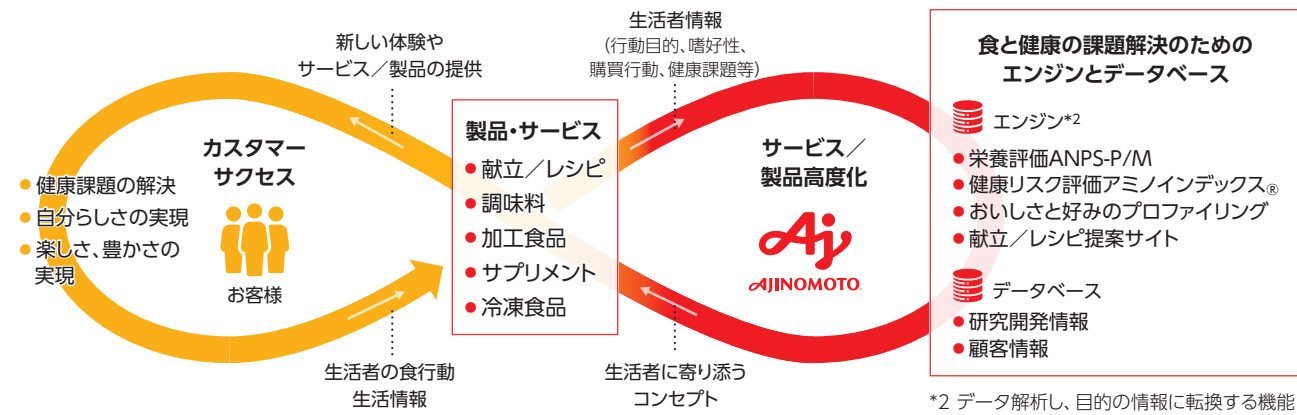 新しい体験や
サービス／製品の提供
生活者情報
(行動目的、嗜好性、
購買行動、健康課題等)
カスタマー
サクセス
● 健康課題の解決
● 自分らしさの実現
● 楽しさ、豊かさの
実現
お客様
生活者の食行動
生活情報
製品・サービス
● 献立／レシピ
● 調味料
● 加工食品
● サプリメント
● 冷凍食品
サービス／
製品高度化
Aj
AJINOMOTO.
生活者に寄り添う
コンセプト
食と健康の課題解決のための
エンジンとデータベース
エンジン*2
● 栄養評価ANPS-P/M
● 健康リスク評価アミノインデックス®
● おいしさと好みのプロファイリング
● 献立／レシピ提案サイト
データベース
● 研究開発情報
● 顧客情報
*2 データ解析し、目的の情報に転換する機能